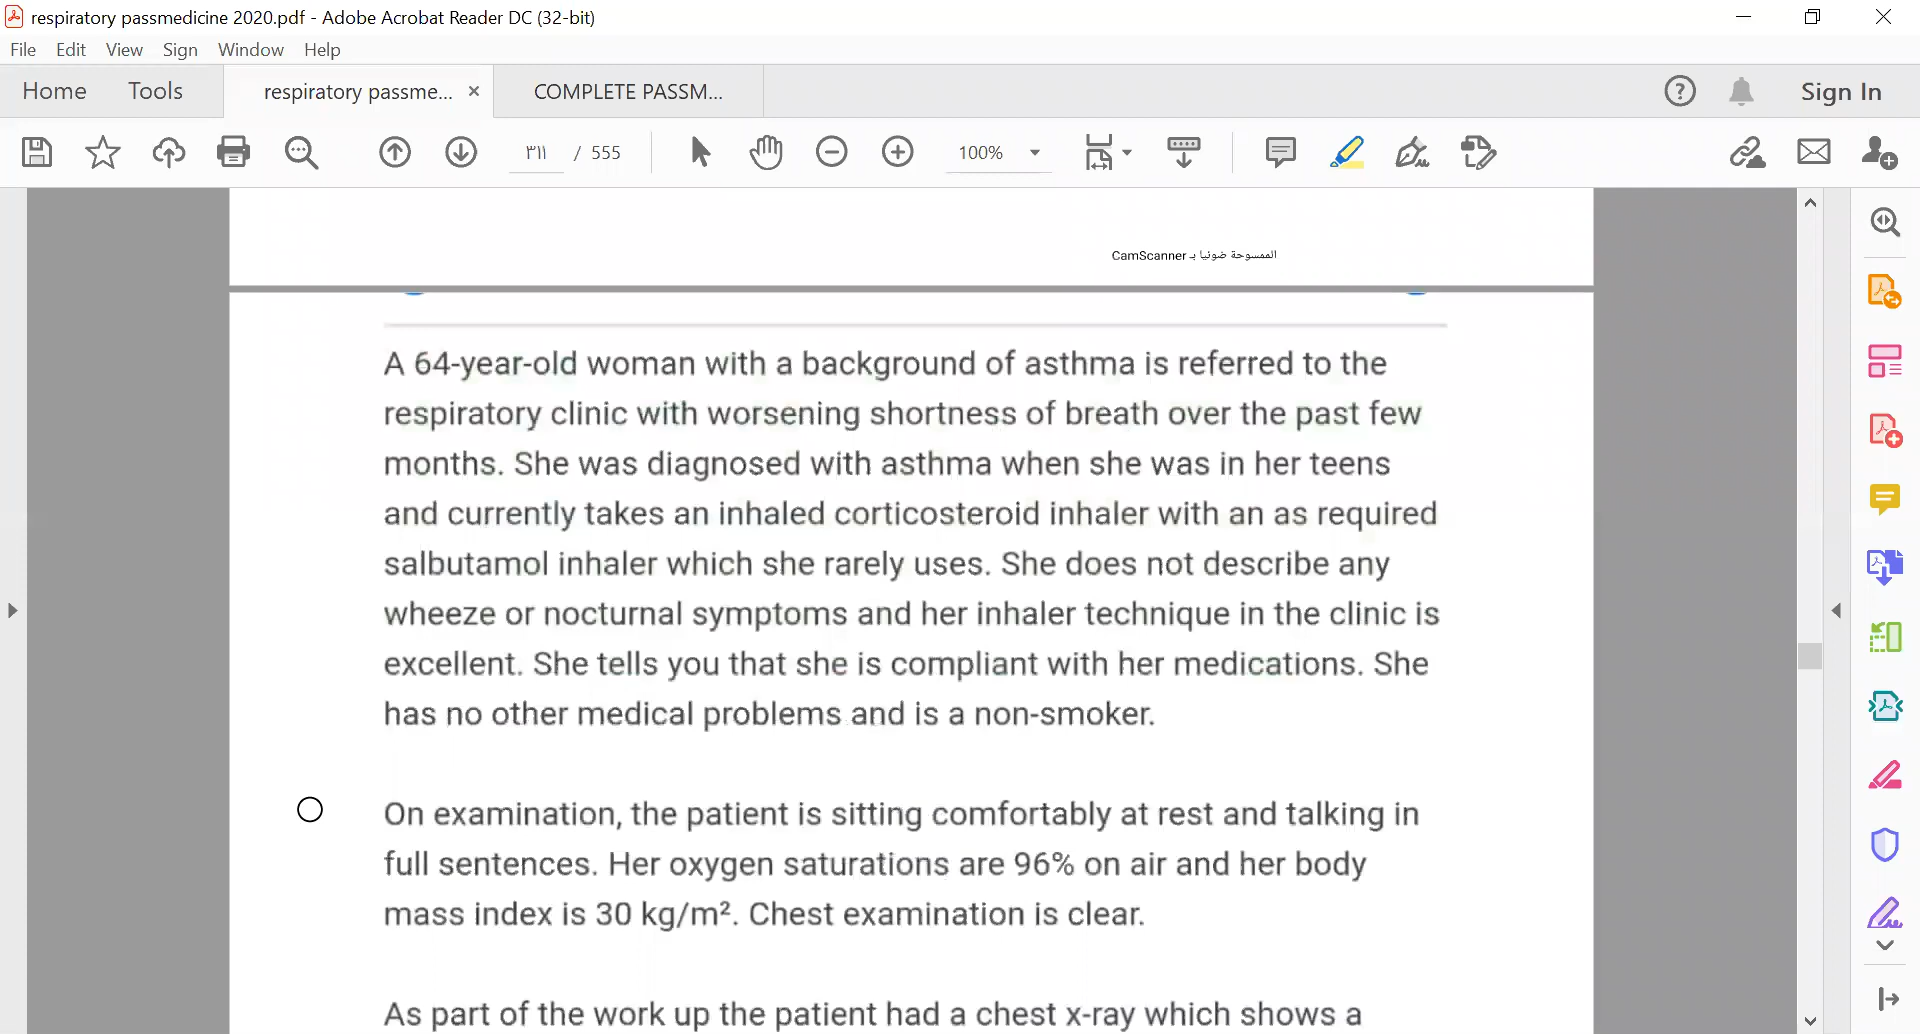 respiratory passmedicine 2020.pdf - Adobe Acrobat Reader DC (32-bit)
File Edit View Sign Window Help
Home Tools respiratory passme... × COMPLETE PASSM... Sign In
٣١١ / 555 100%
الممسوحة ضوئيا بـ CamScanner
A 64-year-old woman with a background of asthma is referred to the
respiratory clinic with worsening shortness of breath over the past few
months. She was diagnosed with asthma when she was in her teens
and currently takes an inhaled corticosteroid inhaler with an as required
salbutamol inhaler which she rarely uses. She does not describe any
wheeze or nocturnal symptoms and her inhaler technique in the clinic is
excellent. She tells you that she is compliant with her medications. She
has no other medical problems and is a non-smoker.
On examination, the patient is sitting comfortably at rest and talking in
full sentences. Her oxygen saturations are 96% on air and her body
mass index is 30 kg/m². Chest examination is clear.
As part of the work up the patient had a chest x-ray which shows a